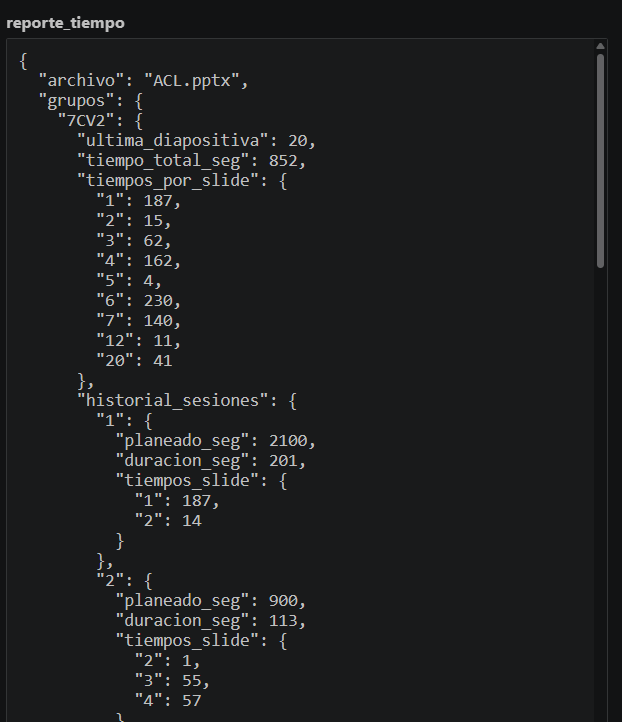 reporte_tiempo
{
"archivo": "ACL.pptx",
"grupos": {
"7CV2": {
"ultima_diapositiva": 20,
"tiempo_total_seg": 852,
"tiempos_por_slide": {
"1": 187,
"2": 15,
"3": 62,
"4": 162,
"5": 4,
"6": 230,
"7": 140,
"12": 11,
"20": 41
},
"historial_sesiones": {
"1": {
"planeado_seg": 2100,
"duracion_seg": 201,
"tiempos_slide": {
"1": 187,
"2": 14
}
},
"2": {
"planeado_seg": 900,
"duracion_seg": 113,
"tiempos_slide": {
"2": 1,
"3": 55,
"4": 57
}